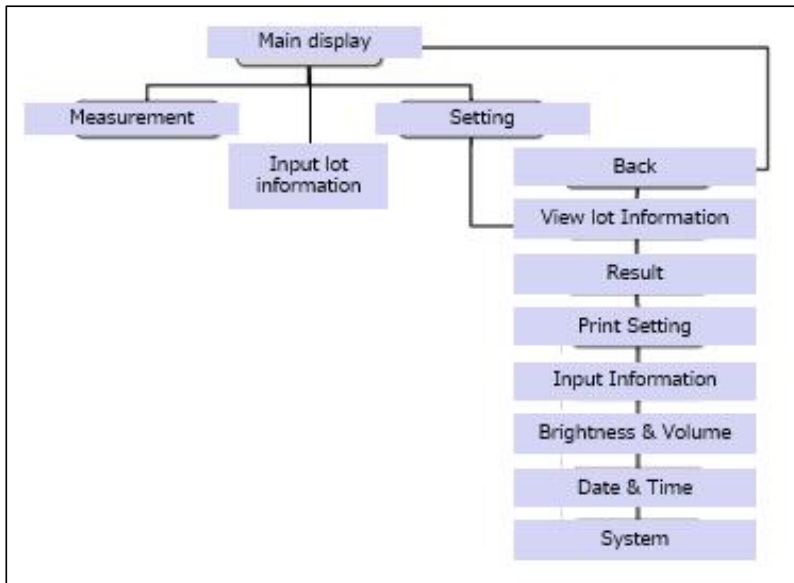 Main display
Measurement
Setting
Input lot
information
Back
View lot Information
Result
Print Setting
Input Information
Brightness & Volume
Date & Time
System